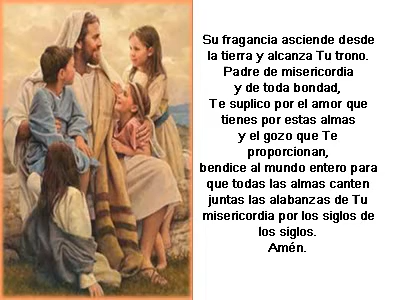 Su fragancia asciende desde
la tierra y alcanza Tu trono.
Padre de misericordia
y de toda bondad,
Te suplico por el amor que
tienes por estas almas
y el gozo que Te
proporcionan,
bendice al mundo entero para
que todas las almas canten
juntas las alabanzas de Tu
misericordia por los siglos de
los siglos.
Amén.